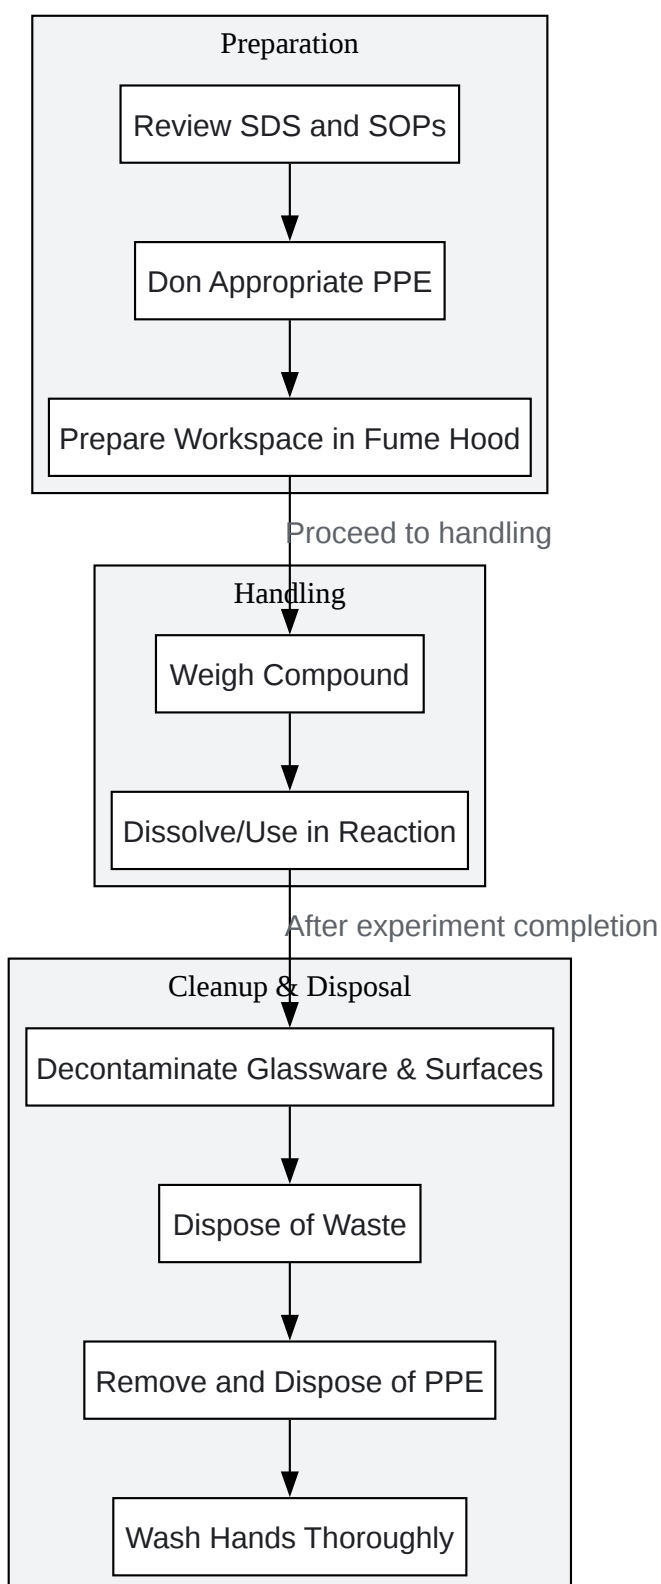 Preparation
Review SDS and SOPs
Don Appropriate PPE
Prepare Workspace in Fume Hood
Proceed to handling
Handling
Weigh Compound
Dissolve/Use in Reaction
After experiment completion
Cleanup & Disposal
Decontaminate Glassware & Surfaces
Dispose of Waste
Remove and Dispose of PPE
Wash Hands Thoroughly